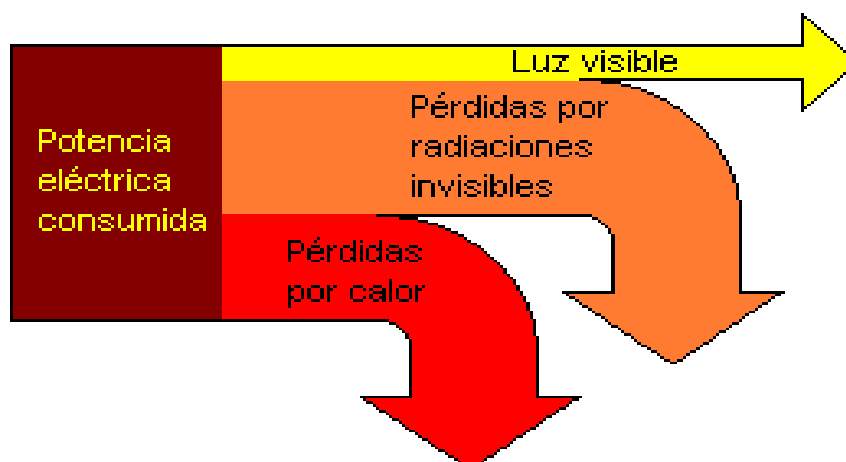 Luz visible
Pérdidas por
radiaciones
invisibles
Potencia
eléctrica
consumida
Pérdidas
por calor